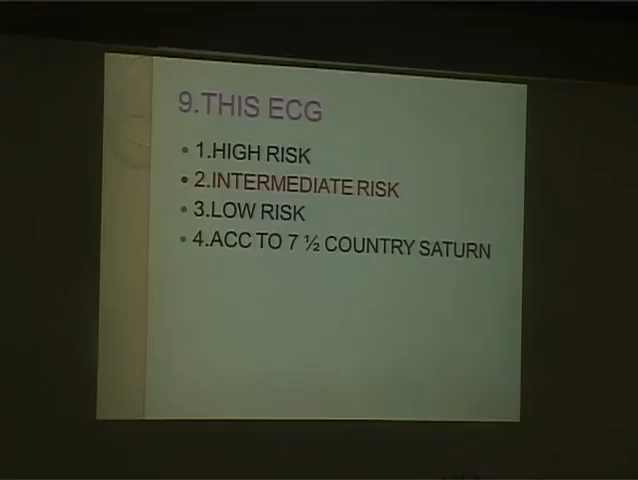 9.THIS ECG
• 1.HIGH RISK
• 2.INTERMEDIATE RISK
• 3.LOW RISK
• 4.ACC TO 7 ½ COUNTRY SATURN